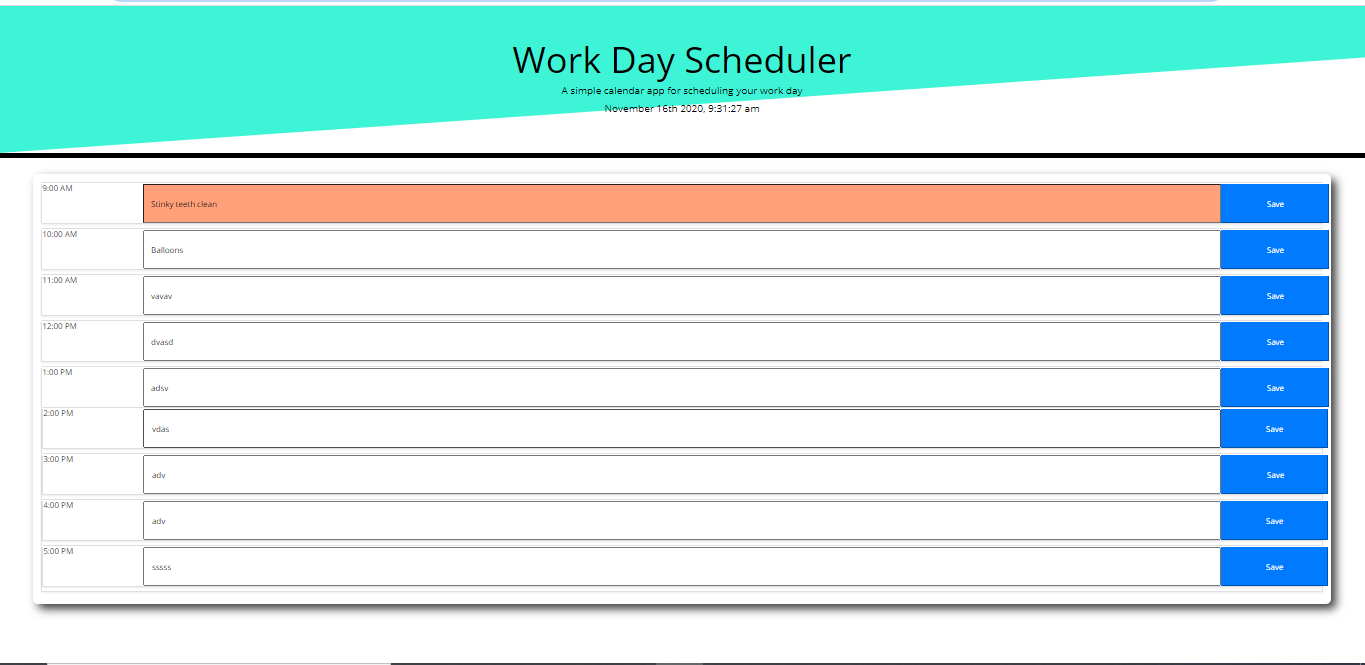 Work Day Scheduler
A simple calendar app for scheduling your work day
November 16th 2020, 9:31:27 am
9:00 AM Stinky teeth clean Save
10:00 AM Balloons Save
11:00 AM vavav Save
12:00 PM dvasd Save
1:00 PM adsv Save
2:00 PM vdas Save
3:00 PM adv Save
4:00 PM adv Save
5:00 PM sssss Save